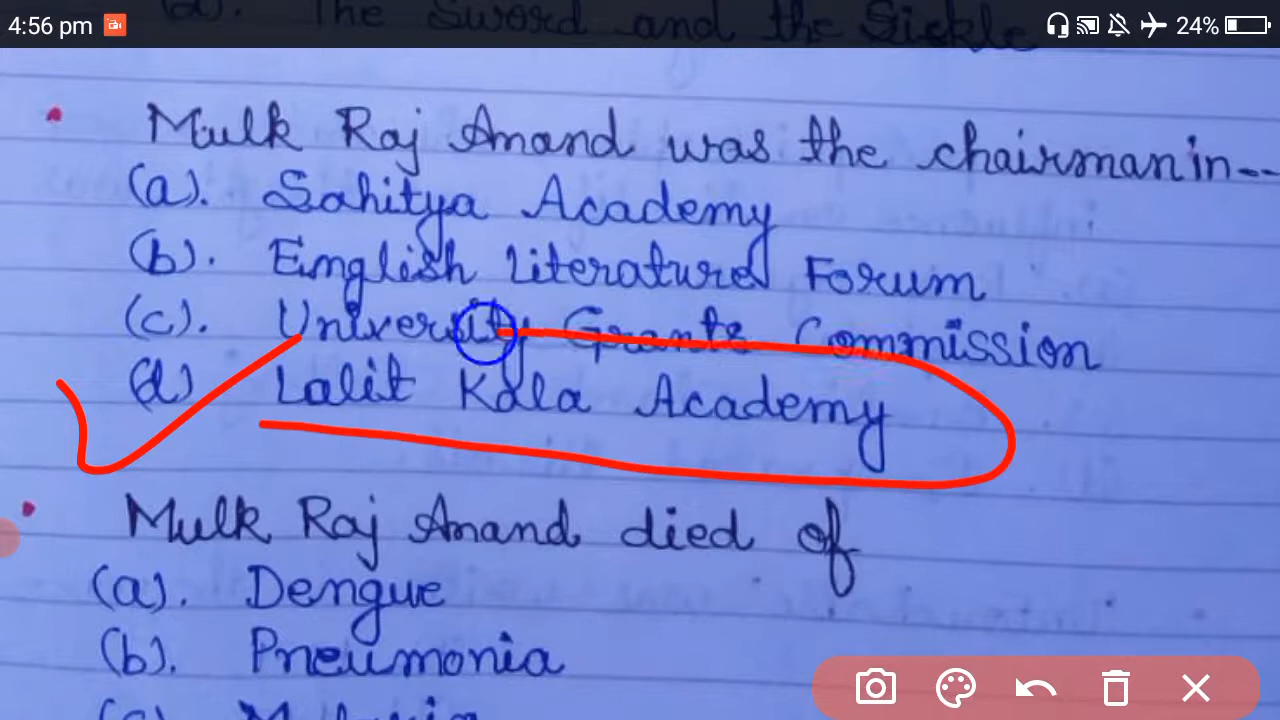 4:56 pm
24%
(d). The Sword and the Sickle
Mulk Raj Anand was the chairman in--
(a). Sahitya Academy
(b). English Literature Forum
(c). University Grants Commission
(d) Lalit Kala Academy
Mulk Raj Anand died of
(a). Dengue
(b). Pneumonia
(c). Malaria